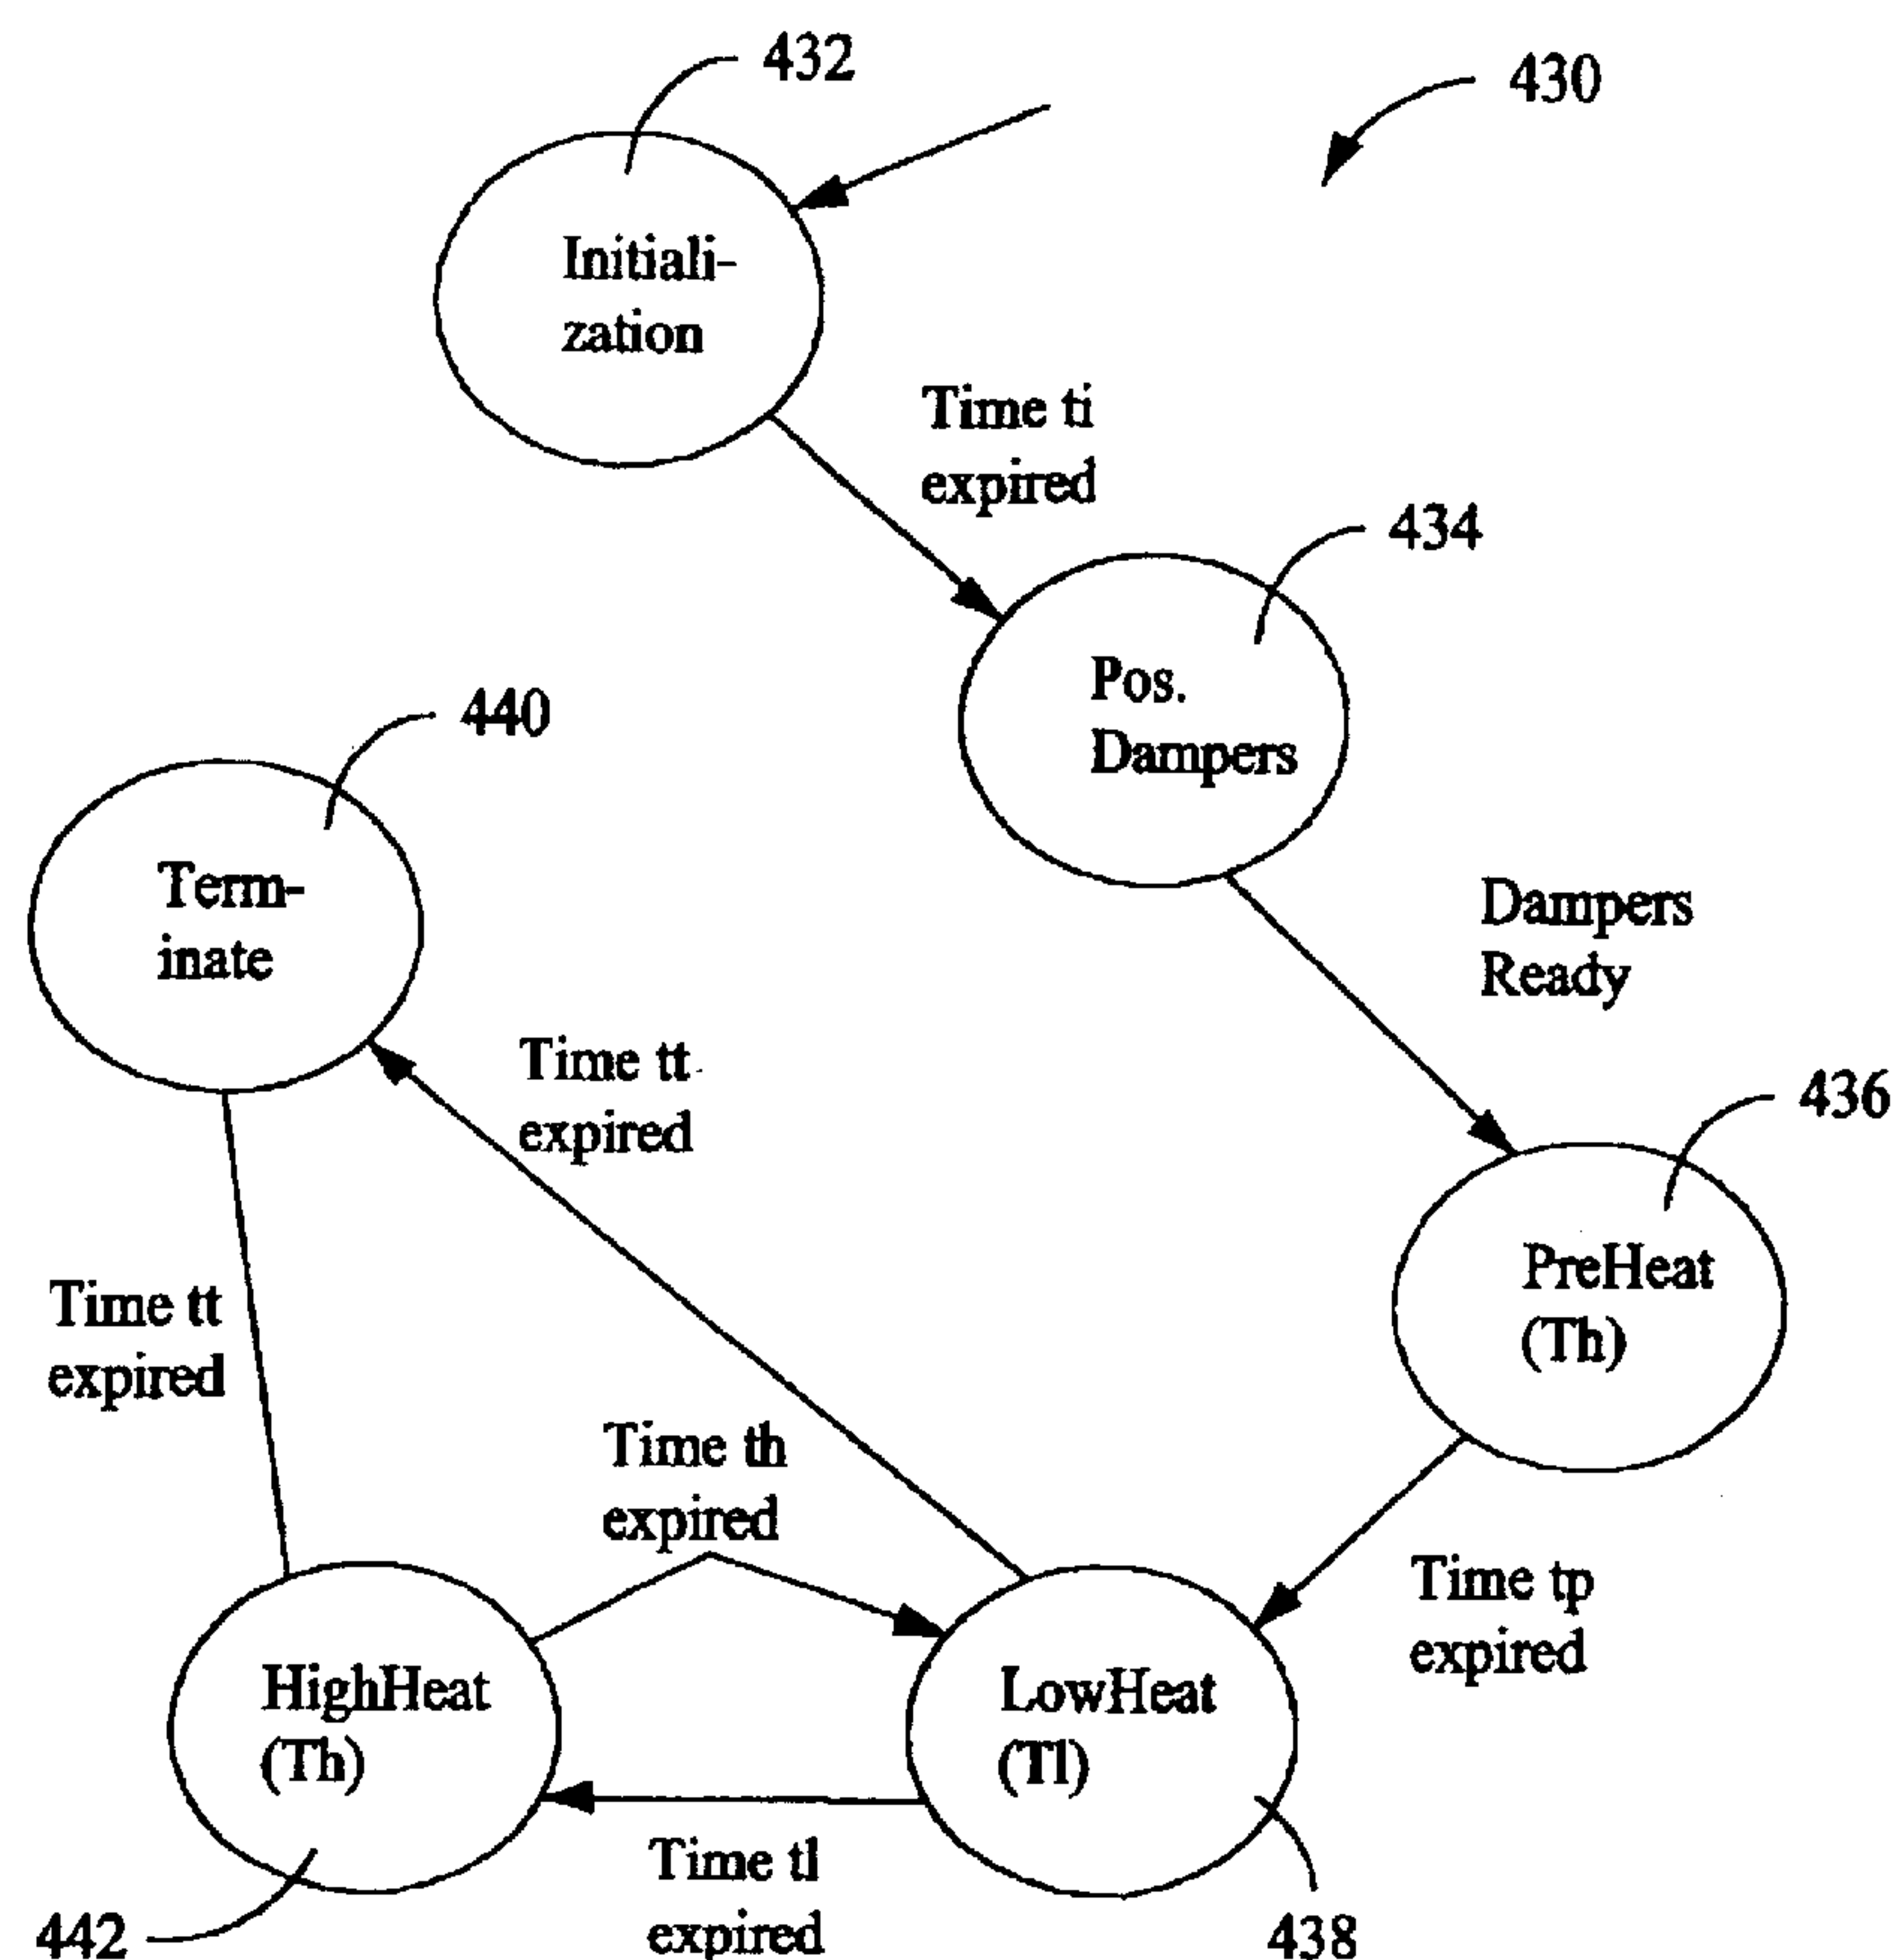 432
430
Initiali-
zation
Time ti
expired
434
Pos.
Dampers
440
Term-
inate
Dampers
Ready
Time tt
expired
436
PreHeat
(Th)
Time tt
expired
Time th
expired
Time tp
expired
HighHeat
(Th)
LowHeat
(Tl)
Time tl
expired
442
438